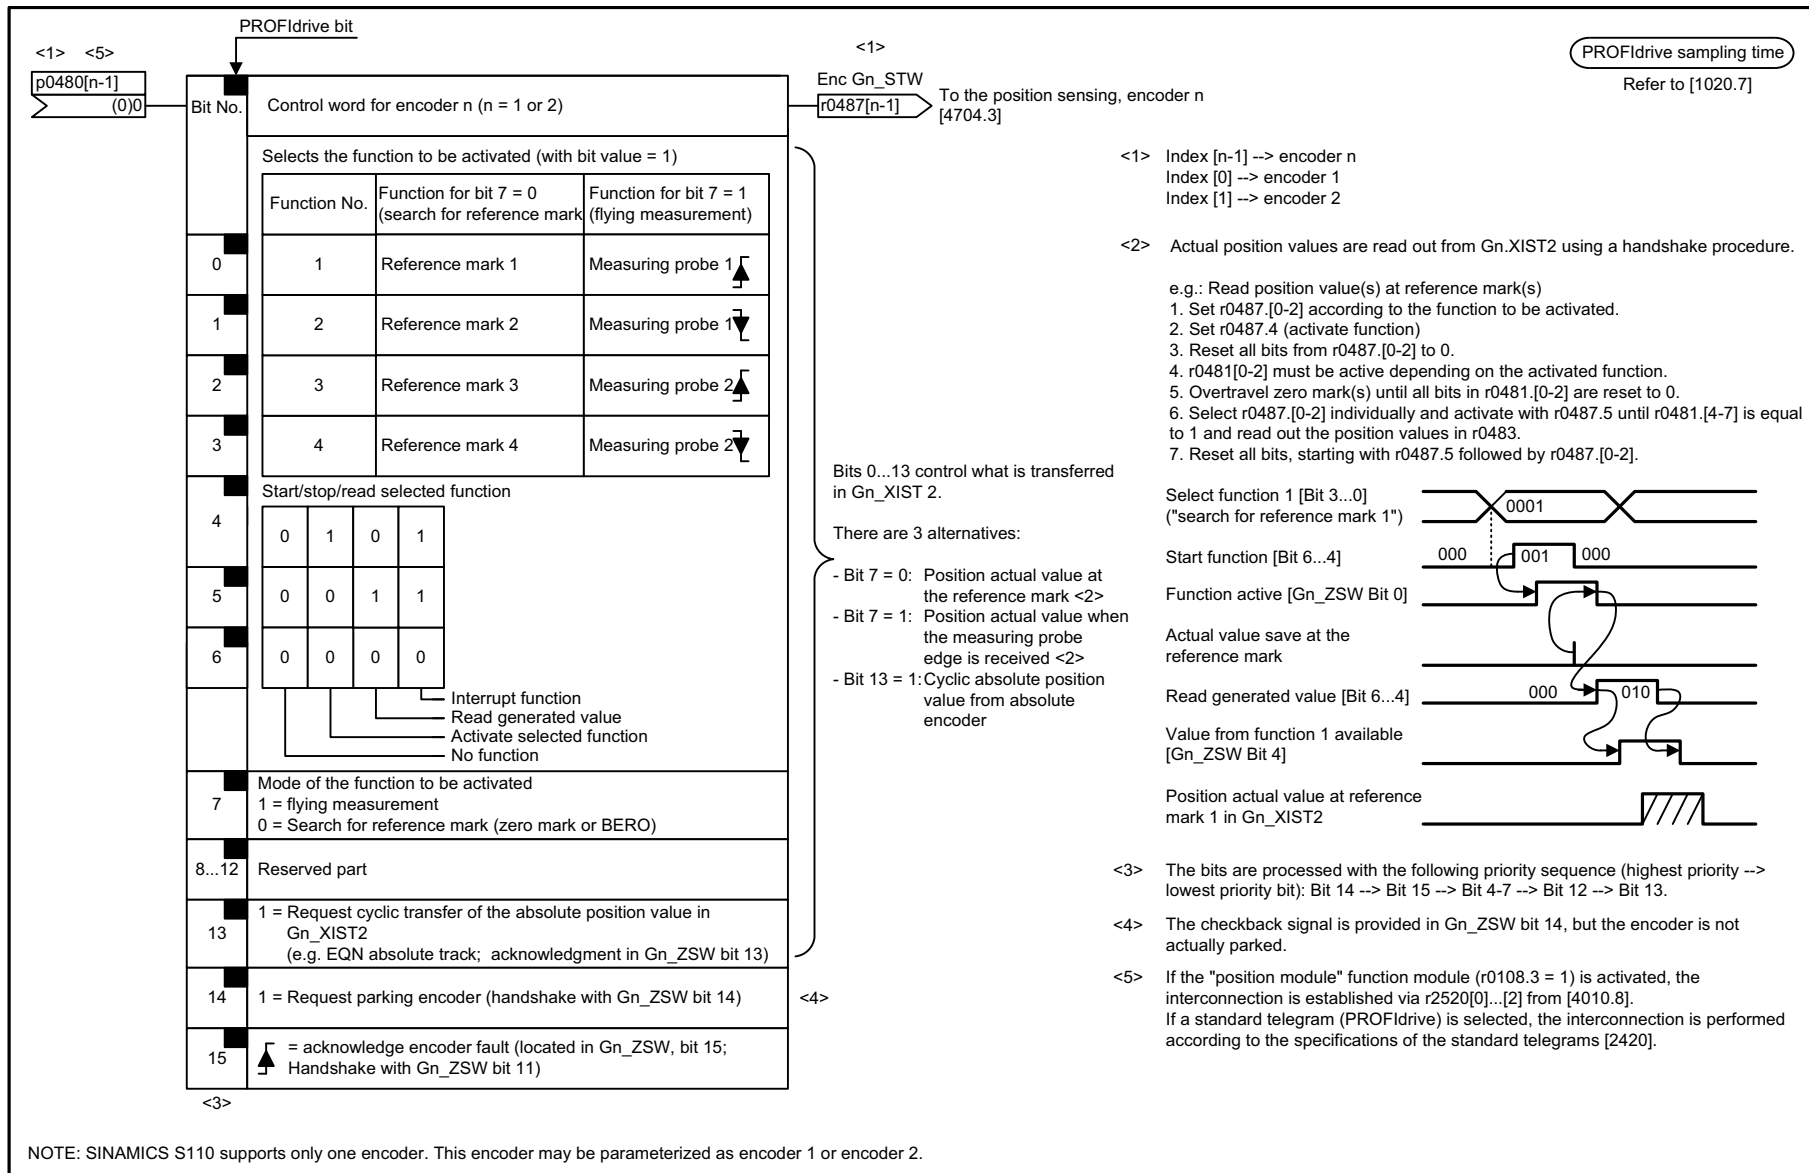 PROFIdrive bit
<1> <5>
p0480[n-1]
(0)0
Bit No.
Control word for encoder n (n = 1 or 2)
<1>
Enc Gn_STW
r0487[n-1]
To the position sensing, encoder n
[4704.3]
PROFIdrive sampling time
Refer to [1020.7]
Selects the function to be activated (with bit value = 1)
Function No.
Function for bit 7 = 0
(search for reference mark
Function for bit 7 = 1
(flying measurement)
0
1
Reference mark 1
Measuring probe 1
1
2
Reference mark 2
Measuring probe 1
2
3
Reference mark 3
Measuring probe 2
3
4
Reference mark 4
Measuring probe 2
Start/stop/read selected function
4
0 1 0 1
5
0 0 1 1
6
0 0 0 0
Interrupt function
Read generated value
Activate selected function
No function
7
Mode of the function to be activated
1 = flying measurement
0 = Search for reference mark (zero mark or BERO)
8...12
Reserved part
13
1 = Request cyclic transfer of the absolute position value in
Gn_XIST2
(e.g. EQN absolute track; acknowledgment in Gn_ZSW bit 13)
14
1 = Request parking encoder (handshake with Gn_ZSW bit 14)
<4>
15
= acknowledge encoder fault (located in Gn_ZSW, bit 15;
Handshake with Gn_ZSW bit 11)
<3>
Bits 0...13 control what is transferred
in Gn_XIST 2.
There are 3 alternatives:
- Bit 7 = 0: Position actual value at
the reference mark <2>
- Bit 7 = 1: Position actual value when
the measuring probe
edge is received <2>
- Bit 13 = 1: Cyclic absolute position
value from absolute
encoder
<1> Index [n-1] --> encoder n
Index [0] --> encoder 1
Index [1] --> encoder 2
<2> Actual position values are read out from Gn.XIST2 using a handshake procedure.
e.g.: Read position value(s) at reference mark(s)
1. Set r0487.[0-2] according to the function to be activated.
2. Set r0487.4 (activate function)
3. Reset all bits from r0487.[0-2] to 0.
4. r0481[0-2] must be active depending on the activated function.
5. Overtravel zero mark(s) until all bits in r0481.[0-2] are reset to 0.
6. Select r0487.[0-2] individually and activate with r0487.5 until r0481.[4-7] is equal
to 1 and read out the position values in r0483.
7. Reset all bits, starting with r0487.5 followed by r0487.[0-2].
Select function 1 [Bit 3...0]
("search for reference mark 1")
0001
Start function [Bit 6...4]
000 001 000
Function active [Gn_ZSW Bit 0]
Actual value save at the
reference mark
Read generated value [Bit 6...4]
000 010
Value from function 1 available
[Gn_ZSW Bit 4]
Position actual value at reference
mark 1 in Gn_XIST2
<3> The bits are processed with the following priority sequence (highest priority -->
lowest priority bit): Bit 14 --> Bit 15 --> Bit 4-7 --> Bit 12 --> Bit 13.
<4> The checkback signal is provided in Gn_ZSW bit 14, but the encoder is not
actually parked.
<5> If the "position module" function module (r0108.3 = 1) is activated, the
interconnection is established via r2520[0]...[2] from [4010.8].
If a standard telegram (PROFIdrive) is selected, the interconnection is performed
according to the specifications of the standard telegrams [2420].
NOTE: SINAMICS S110 supports only one encoder. This encoder may be parameterized as encoder 1 or encoder 2.